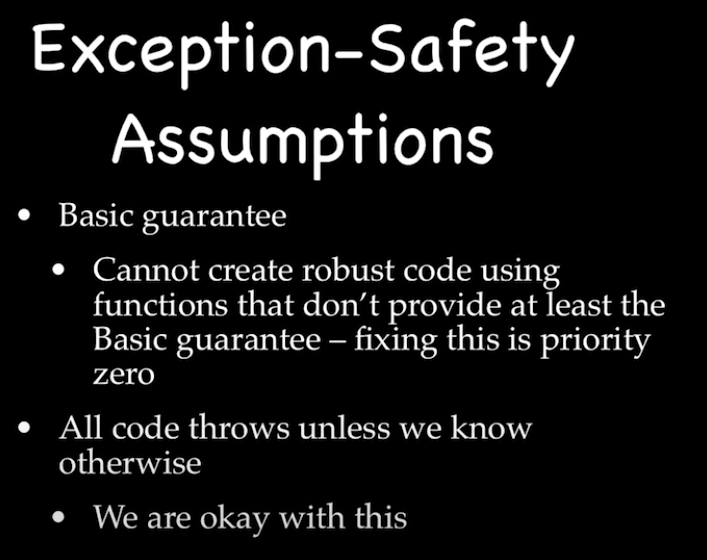 Exception-Safety
Assumptions
• Basic guarantee
• Cannot create robust code using
functions that don't provide at least the
Basic guarantee – fixing this is priority
zero
• All code throws unless we know
otherwise
• We are okay with this